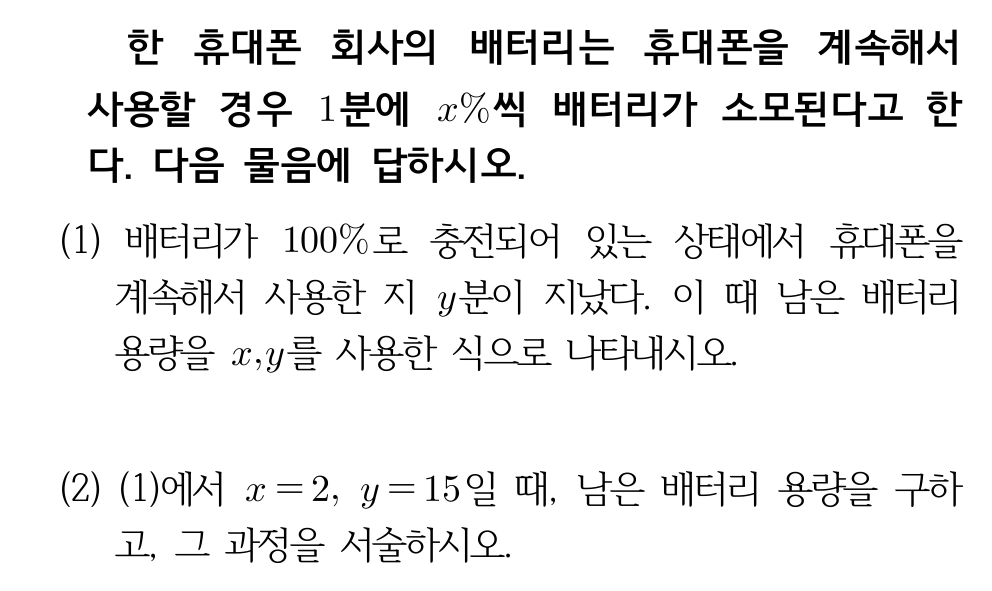 한 휴대폰 회사의 배터리는 휴대폰을 계속해서
사용할 경우 1분에 x%씩 배터리가 소모된다고 한
다. 다음 물음에 답하시오.
(1) 배터리가 100%로 충전되어 있는 상태에서 휴대폰을
계속해서 사용한 지 y분이 지났다. 이 때 남은 배터리
용량을 x,y를 사용한 식으로 나타내시오.
(2) (1)에서 x=2, y=15일 때, 남은 배터리 용량을 구하
고, 그 과정을 서술하시오.